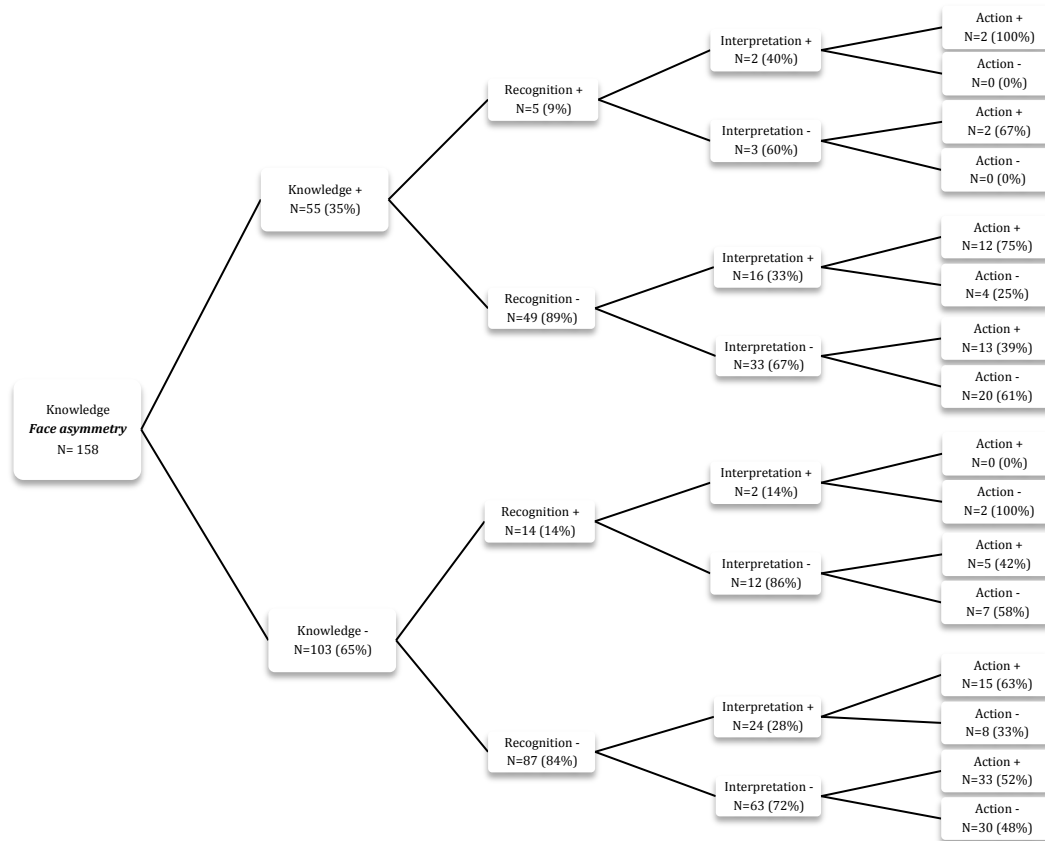 Knowledge
Face asymmetry
N= 158
Knowledge +
N=55 (35%)
Recognition +
N=5 (9%)
Interpretation +
N=2 (40%)
Action +
N=2 (100%)
Action -
N=0 (0%)
Interpretation -
N=3 (60%)
Action +
N=2 (67%)
Action -
N=0 (0%)
Recognition -
N=49 (89%)
Interpretation +
N=16 (33%)
Action +
N=12 (75%)
Action -
N=4 (25%)
Interpretation -
N=33 (67%)
Action +
N=13 (39%)
Action -
N=20 (61%)
Knowledge -
N=103 (65%)
Recognition +
N=14 (14%)
Interpretation +
N=2 (14%)
Action +
N=0 (0%)
Action -
N=2 (100%)
Interpretation -
N=12 (86%)
Action +
N=5 (42%)
Action -
N=7 (58%)
Recognition -
N=87 (84%)
Interpretation +
N=24 (28%)
Action +
N=15 (63%)
Action -
N=8 (33%)
Interpretation -
N=63 (72%)
Action +
N=33 (52%)
Action -
N=30 (48%)